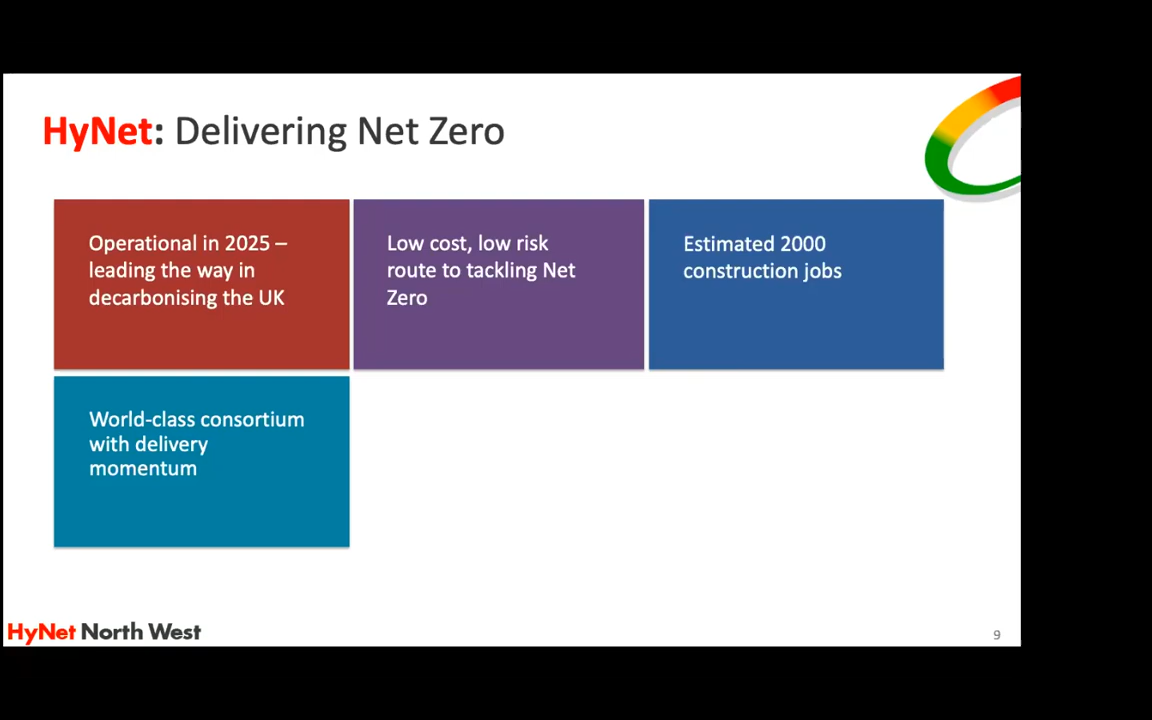 HyNet: Delivering Net Zero
Operational in 2025 –
leading the way in
decarbonising the UK
Low cost, low risk
route to tackling Net
Zero
Estimated 2000
construction jobs
World-class consortium
with delivery
momentum
HyNet North West
9